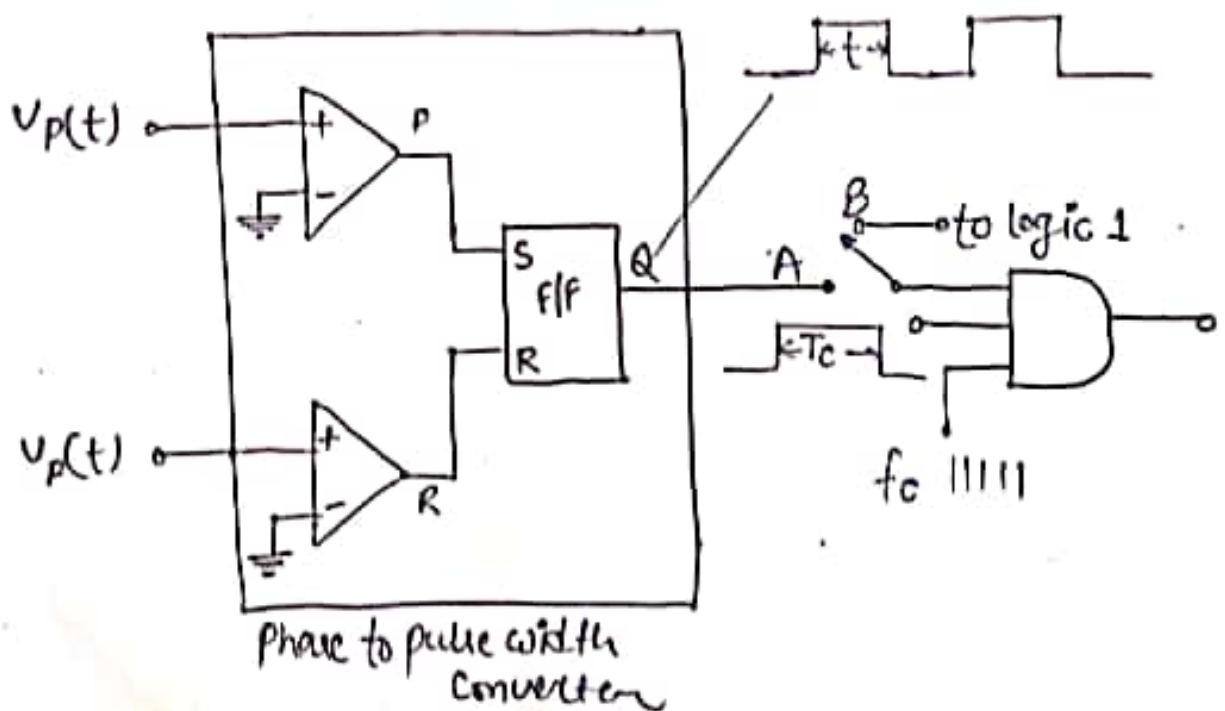 t
Vp(t)
+
P
-
B
to logic 1
S
Q
A
F/F
R
Tc
Vp(t)
+
-
R
fc
phase to pulse width
Converter